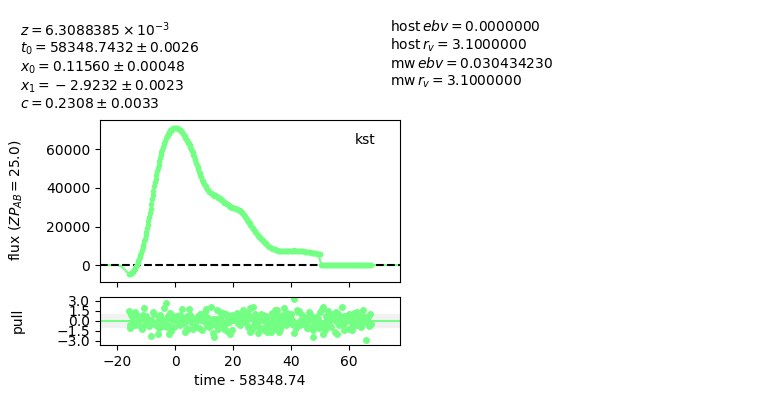 z = 6.3088385 × 10⁻³
t₀ = 58348.7432 ± 0.0026
x₀ = 0.11560 ± 0.00048
x₁ = −2.9232 ± 0.0023
c = 0.2308 ± 0.0033
host ebv = 0.0000000
host r_v = 3.1000000
mw ebv = 0.030434230
mw r_v = 3.1000000
kst
flux (ZP_AB = 25.0)
60000
40000
20000
0
pull
3.0
1.5
0.0
−1.5
−3.0
−20 0 20 40 60
time - 58348.74